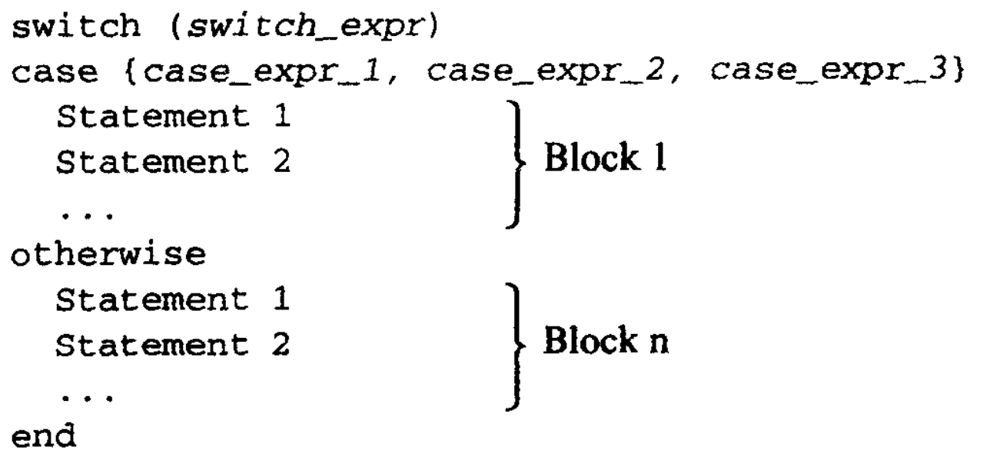 switch (switch_expr)
case {case_expr_1, case_expr_2, case_expr_3}
Statement 1
Statement 2
Block 1
...
otherwise
Statement 1
Statement 2
Block n
...
end